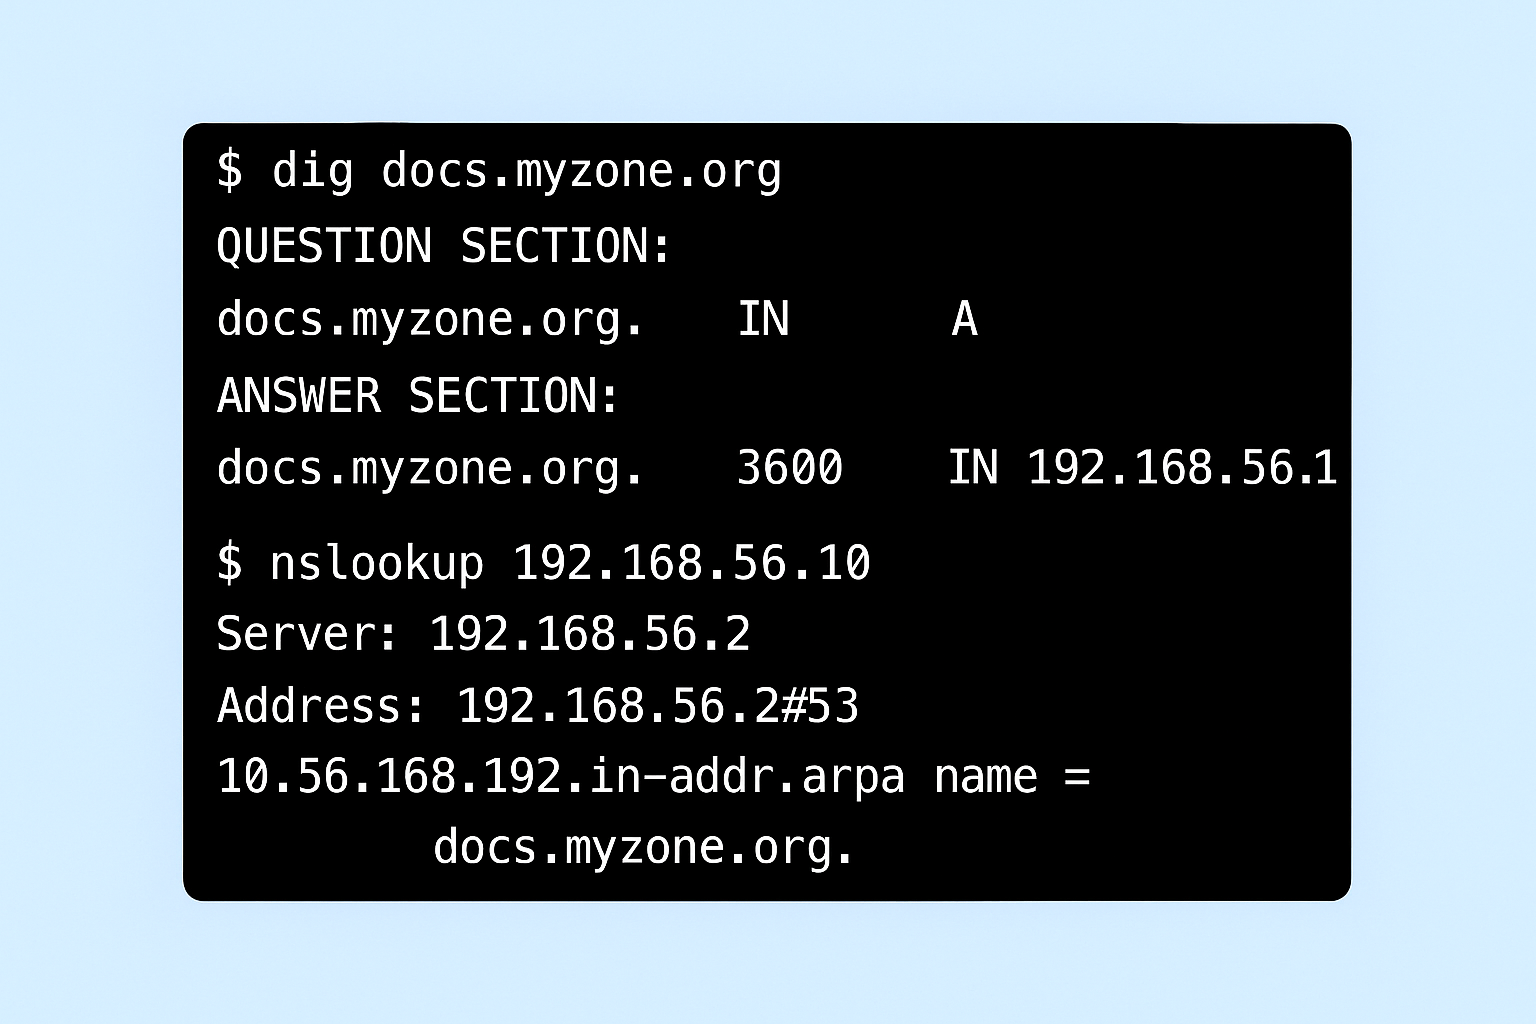 $ dig docs.myzone.org
QUESTION SECTION:
docs.myzone.org. IN A
ANSWER SECTION:
docs.myzone.org. 3600 IN 192.168.56.1
$ nslookup 192.168.56.10
Server: 192.168.56.2
Address: 192.168.56.2#53
10.56.168.192.in-addr.arpa name =
docs.myzone.org.